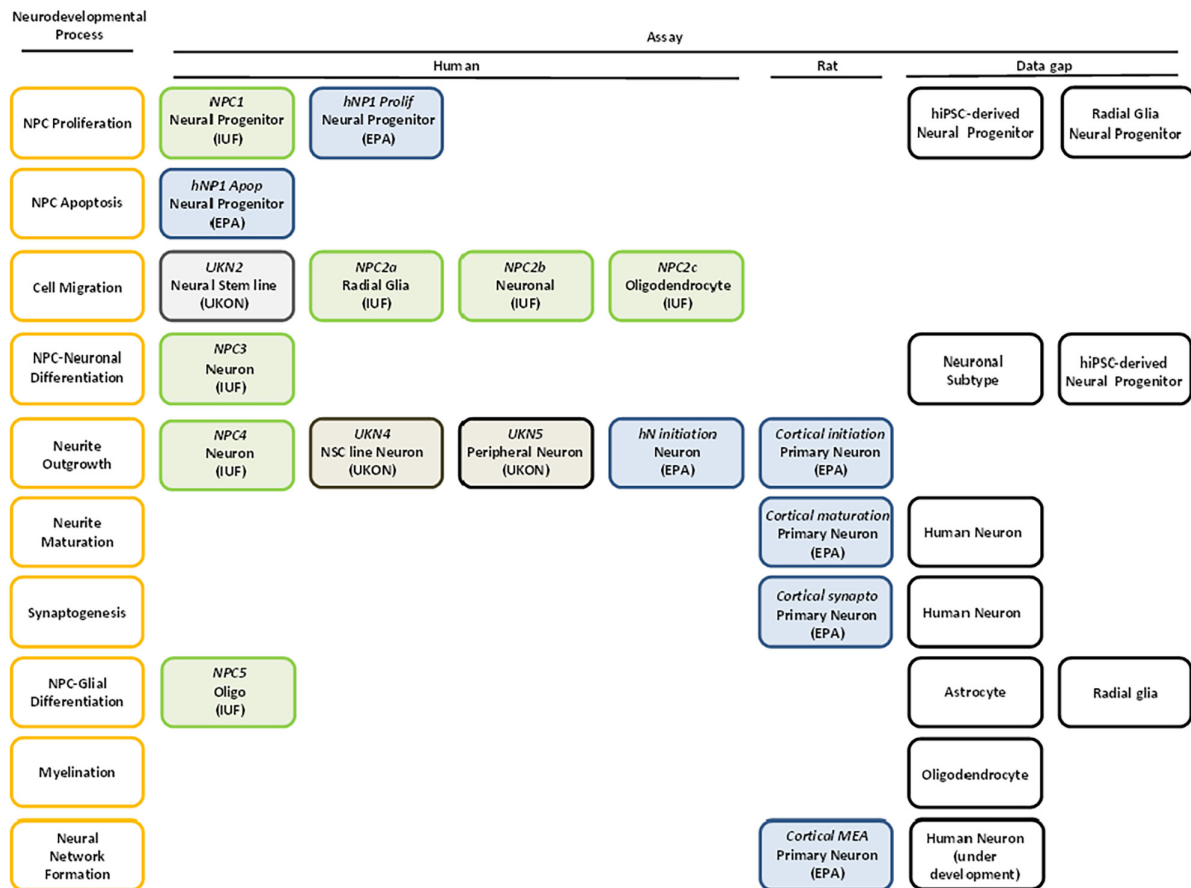 Neurodevelopmental
Process
Assay
Human
Rat
Data gap
NPC Proliferation
NPC1
Neural Progenitor
(IUF)
hNP1 Prolif
Neural Progenitor
(EPA)
hiPSC-derived
Neural Progenitor
Radial Glia
Neural Progenitor
NPC Apoptosis
hNP1 Apop
Neural Progenitor
(EPA)
Cell Migration
UKN2
Neural Stem line
(UKON)
NPC2a
Radial Glia
(IUF)
NPC2b
Neuronal
(IUF)
NPC2c
Oligodendrocyte
(IUF)
NPC-Neuronal
Differentiation
NPC3
Neuron
(IUF)
Neuronal
Subtype
hiPSC-derived
Neural Progenitor
Neurite
Outgrowth
NPC4
Neuron
(IUF)
UKN4
NSC line Neuron
(UKON)
UKN5
Peripheral Neuron
(UKON)
hN initiation
Neuron
(EPA)
Cortical initiation
Primary Neuron
(EPA)
Neurite
Maturation
Cortical maturation
Primary Neuron
(EPA)
Human Neuron
Synaptogenesis
Cortical synapto
Primary Neuron
(EPA)
Human Neuron
NPC-Glial
Differentiation
NPC5
Oligo
(IUF)
Astrocyte
Radial glia
Myelination
Oligodendrocyte
Neural
Network
Formation
Cortical MEA
Primary Neuron
(EPA)
Human Neuron
(under
development)